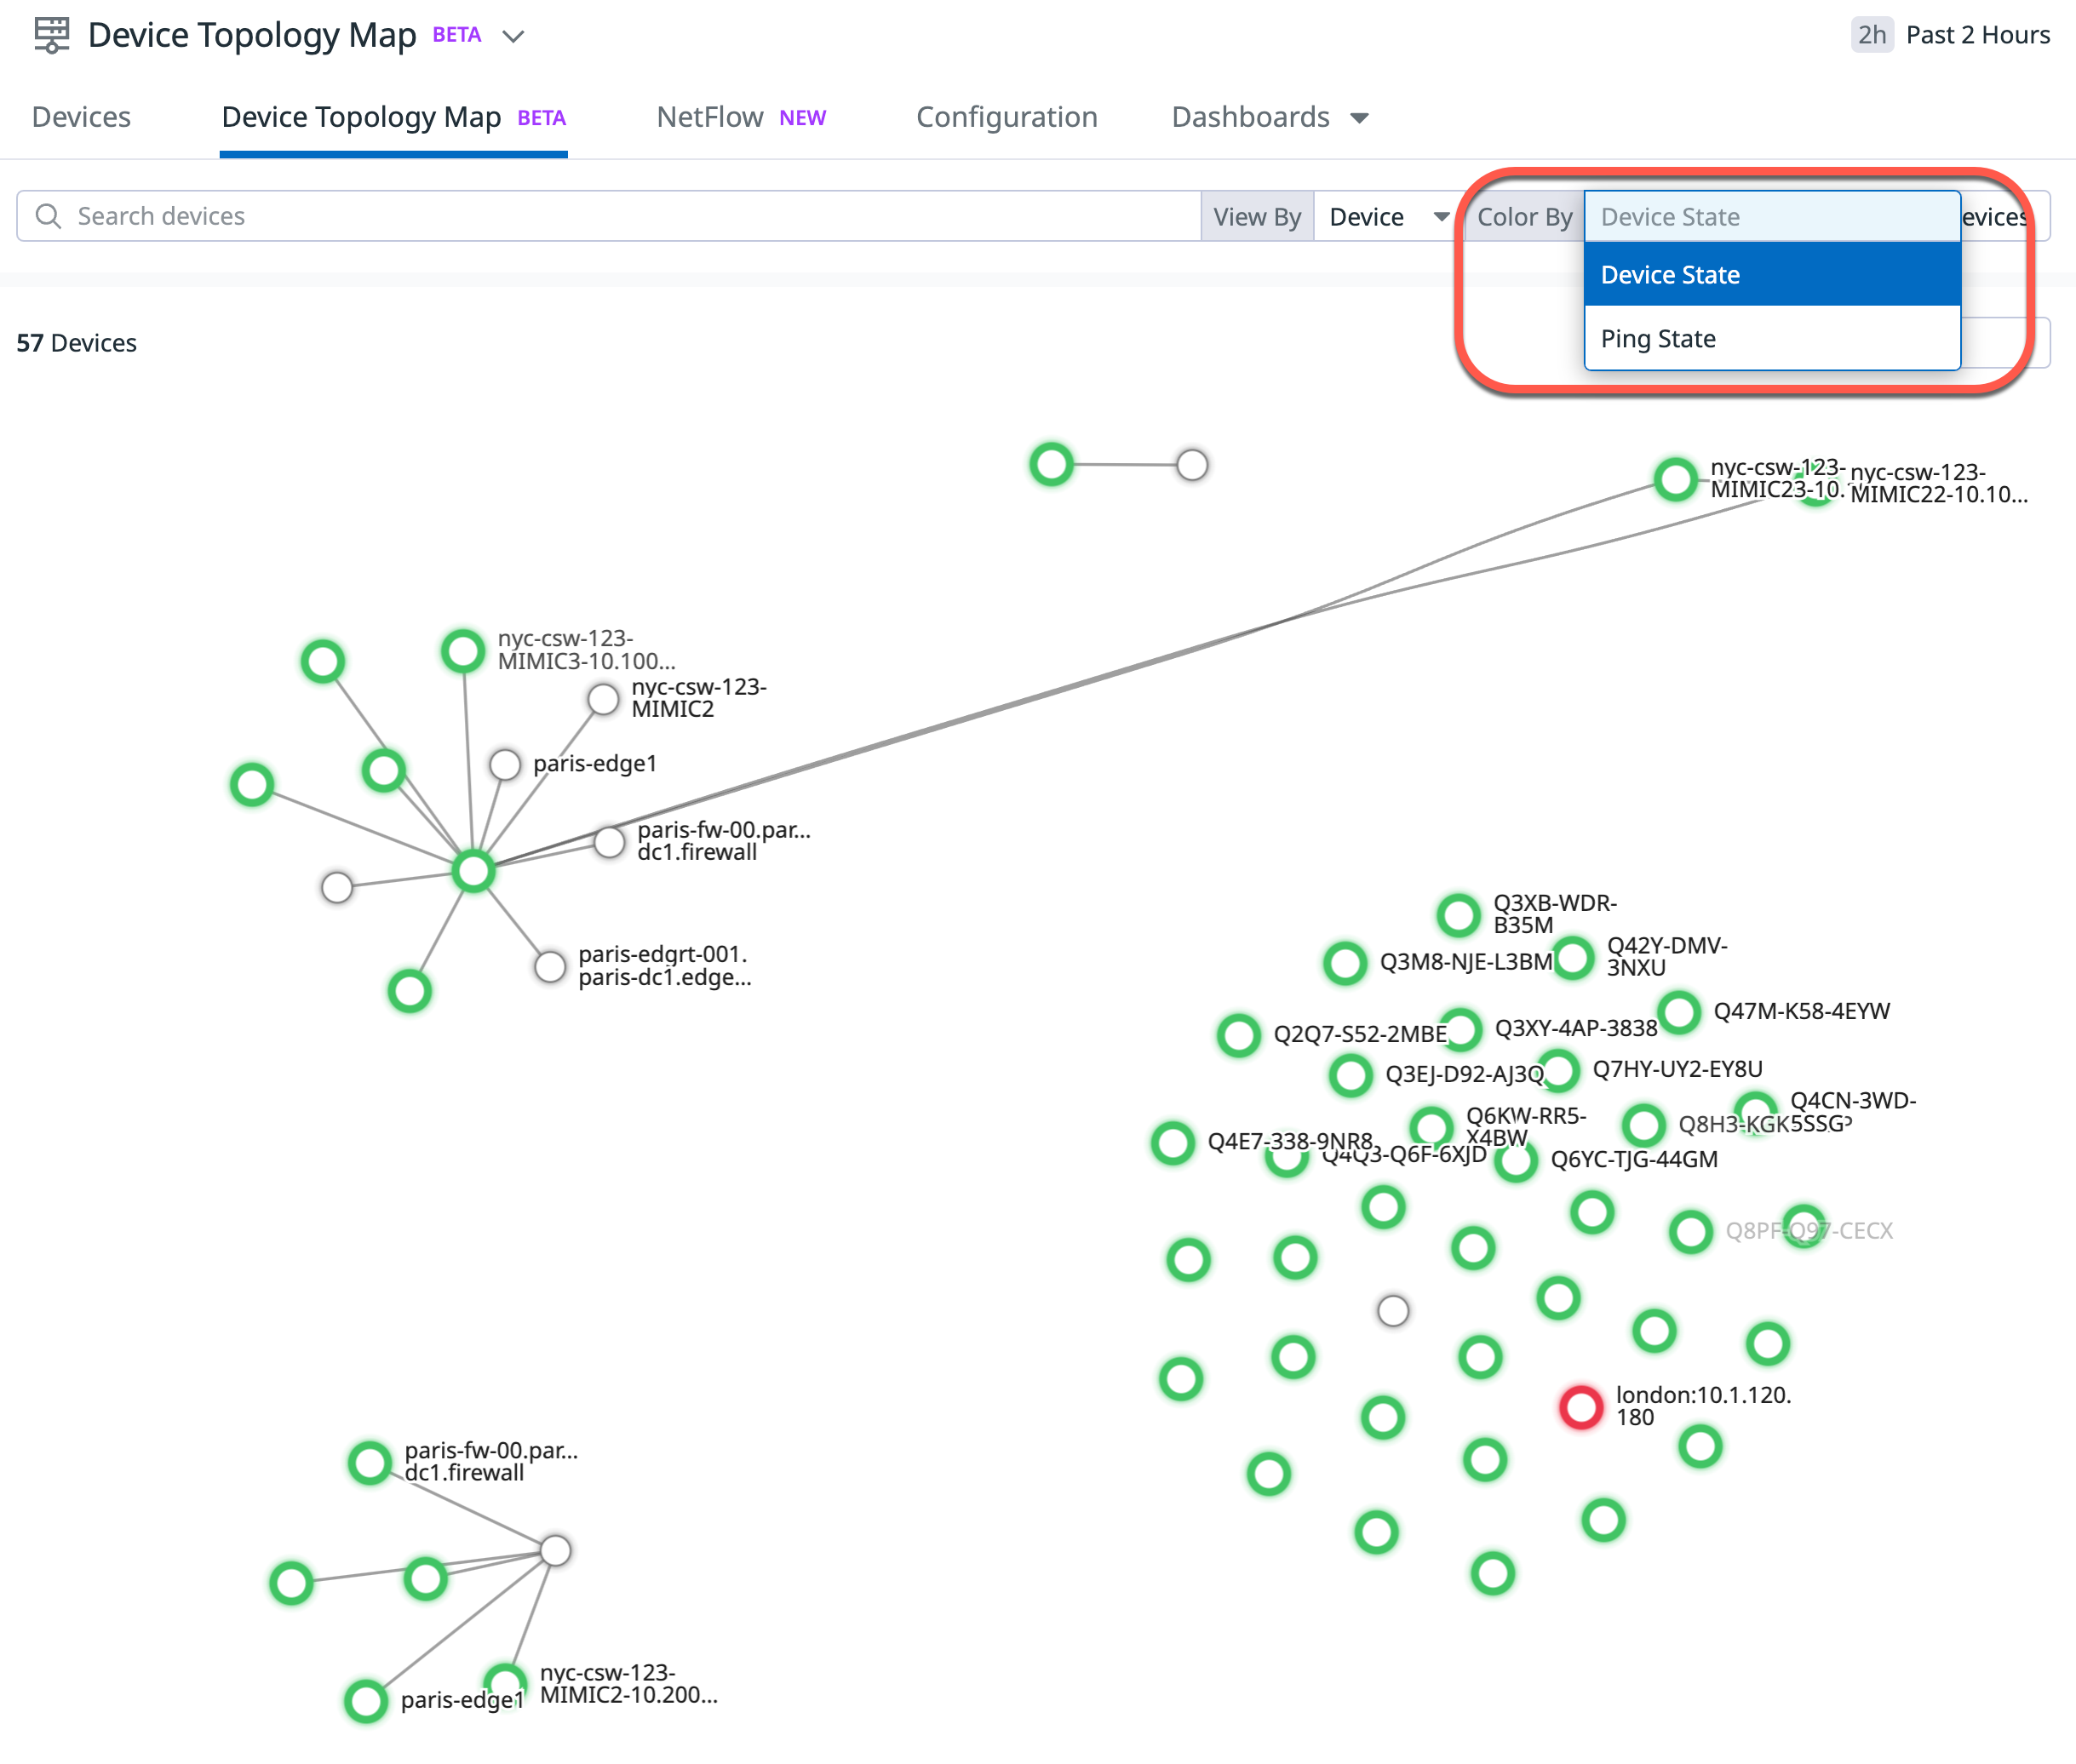 Device Topology Map BETA
2h Past 2 Hours
Devices
Device Topology Map BETA
NetFlow NEW
Configuration
Dashboards
Search devices
View By
Device
Color By
Device State
evices
Device State
Ping State
57 Devices
nyc-csw-123-
MIMIC23-10.
nyc-csw-123-
MIMIC22-10.10...
nyc-csw-123-
MIMIC3-10.100...
nyc-csw-123-
MIMIC2
paris-edge1
paris-fw-00.par...
dc1.firewall
paris-edgrt-001.
paris-dc1.edge...
Q3XB-WDR-
B35M
Q3M8-NJE-L3BM
Q42Y-DMV-
3NXU
Q47M-K58-4EYW
Q2Q7-S52-2MBE
Q3XY-4AP-3838
Q3EJ-D92-AJ3Q
Q7HY-UY2-EY8U
Q4CN-3WD-
5SSG
Q8H3-KGK
Q6KW-RR5-
X4BW
Q4E7-338-9NR8
Q4Q3-Q6F-6XJD
Q6YC-TJG-44GM
Q8PF-Q97-CECX
london:10.1.120.
180
paris-fw-00.par...
dc1.firewall
nyc-csw-123-
MIMIC2-10.200...
paris-edge1